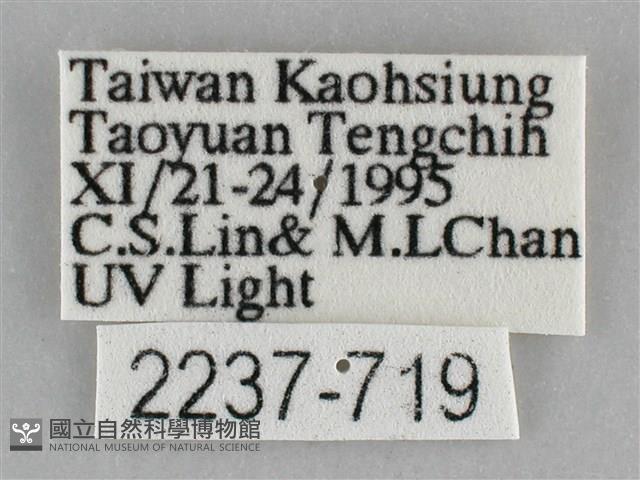 Taiwan Kaohsiung
Taoyuan Tengchih
XI/21-24/1995
C.S.Lin& M.LChan
UV Light
2237-719
國立自然科學博物館
NATIONAL MUSEUM OF NATURAL SCIENCE